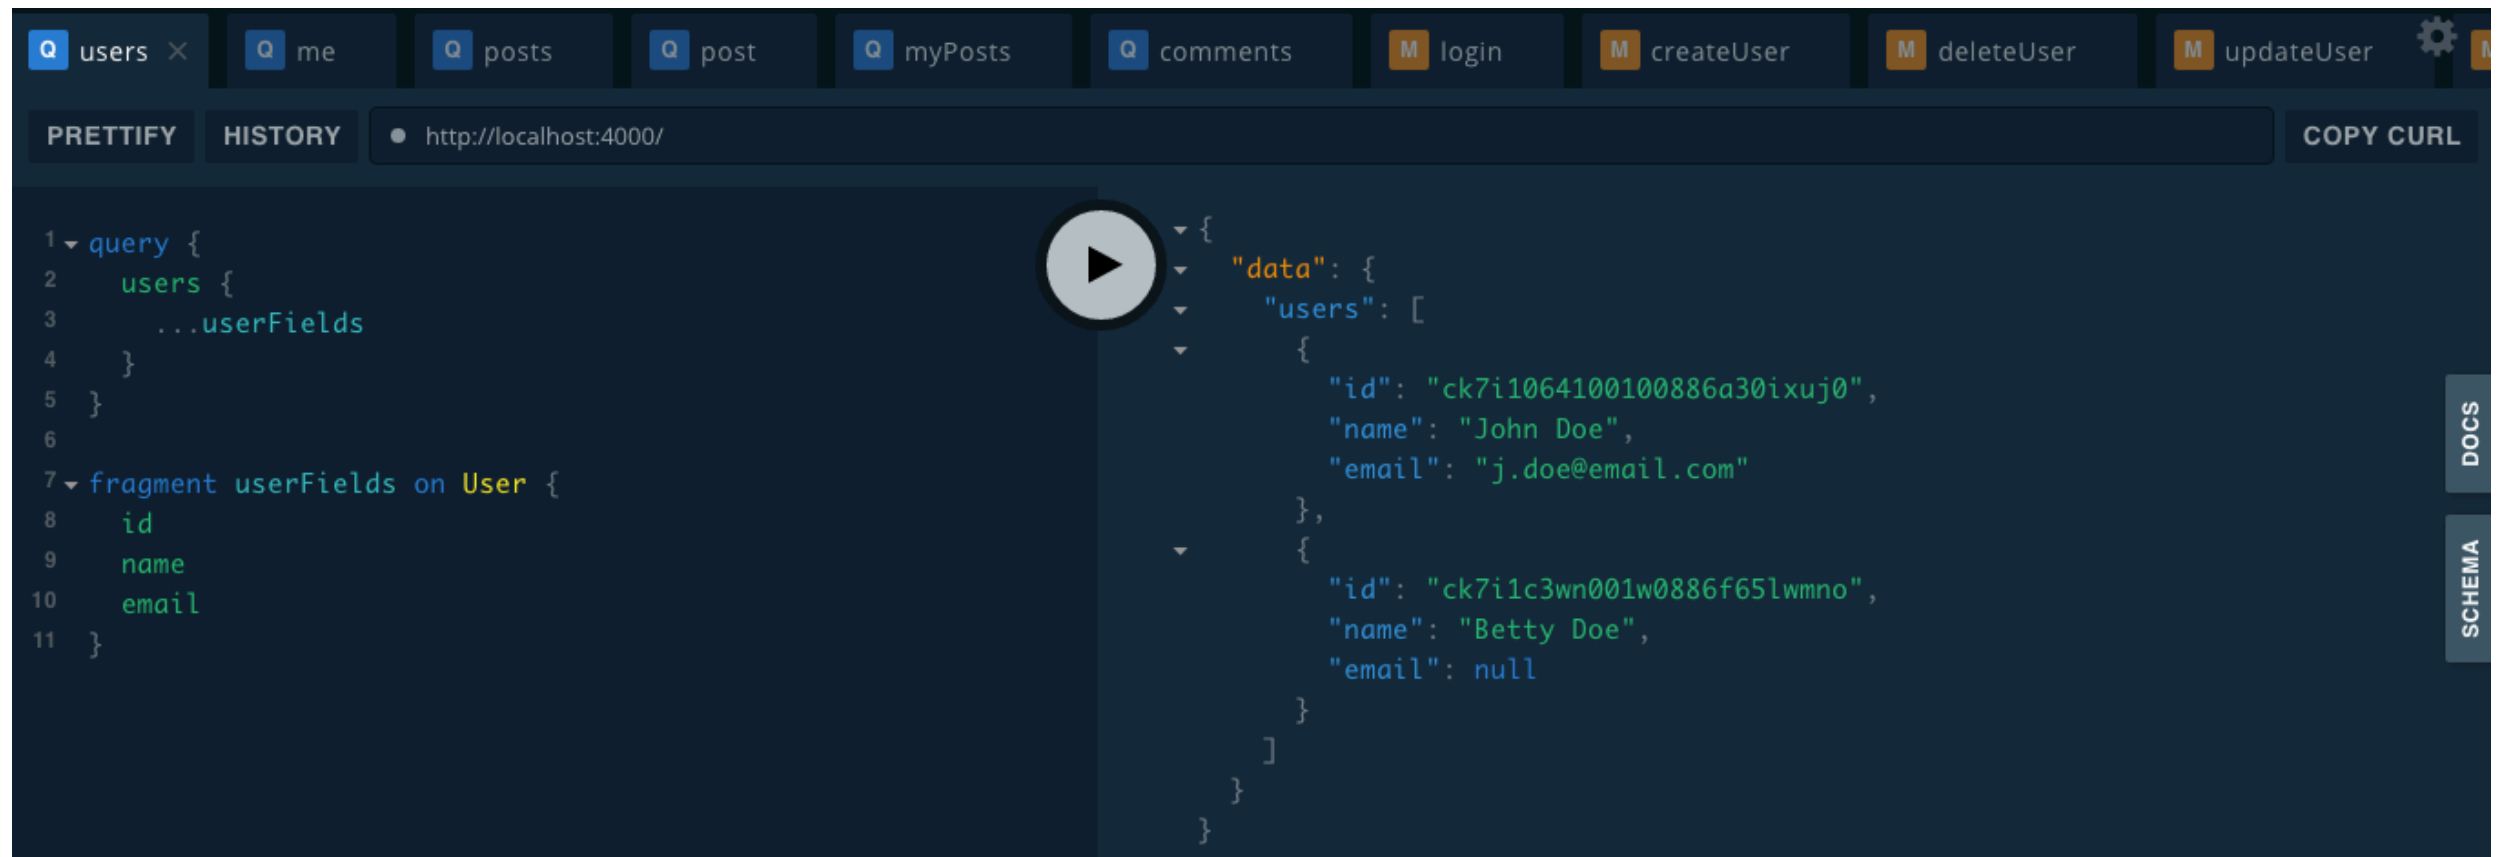 Q users × Q me Q posts Q post Q myPosts Q comments M login M createUser M deleteUser M updateUser M
PRETTIFY HISTORY http://localhost:4000/ COPY CURL
1 query {
2 users {
3 ...userFields
4 }
5 }
6
7 fragment userFields on User {
8 id
9 name
10 email
11 }
{
"data": {
"users": [
{
"id": "ck7i1064100100886a30ixuj0",
"name": "John Doe",
"email": "j.doe@email.com"
},
{
"id": "ck7i1c3wn001w0886f65lwmno",
"name": "Betty Doe",
"email": null
}
]
}
}
DOCS
SCHEMA